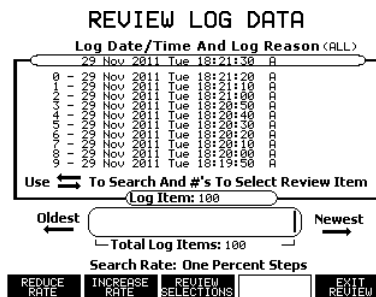 REVIEW LOG DATA
Log Date/Time And Log Reason (ALL)
29 Nov 2011 Tue 18:21:30 A
0 - 29 Nov 2011 Tue 18:21:20 A
1 - 29 Nov 2011 Tue 18:21:10 A
2 - 29 Nov 2011 Tue 18:21:00 A
3 - 29 Nov 2011 Tue 18:20:50 A
4 - 29 Nov 2011 Tue 18:20:40 A
5 - 29 Nov 2011 Tue 18:20:30 A
6 - 29 Nov 2011 Tue 18:20:20 A
7 - 29 Nov 2011 Tue 18:20:10 A
8 - 29 Nov 2011 Tue 18:20:00 A
9 - 29 Nov 2011 Tue 18:19:50 A
Use To Search And #'s To Select Review Item
Log Item: 100
Oldest
Newest
Total Log Items: 100
Search Rate: One Percent Steps
REDUCE RATE INCREASE RATE REVIEW SELECTIONS EXIT REVIEW